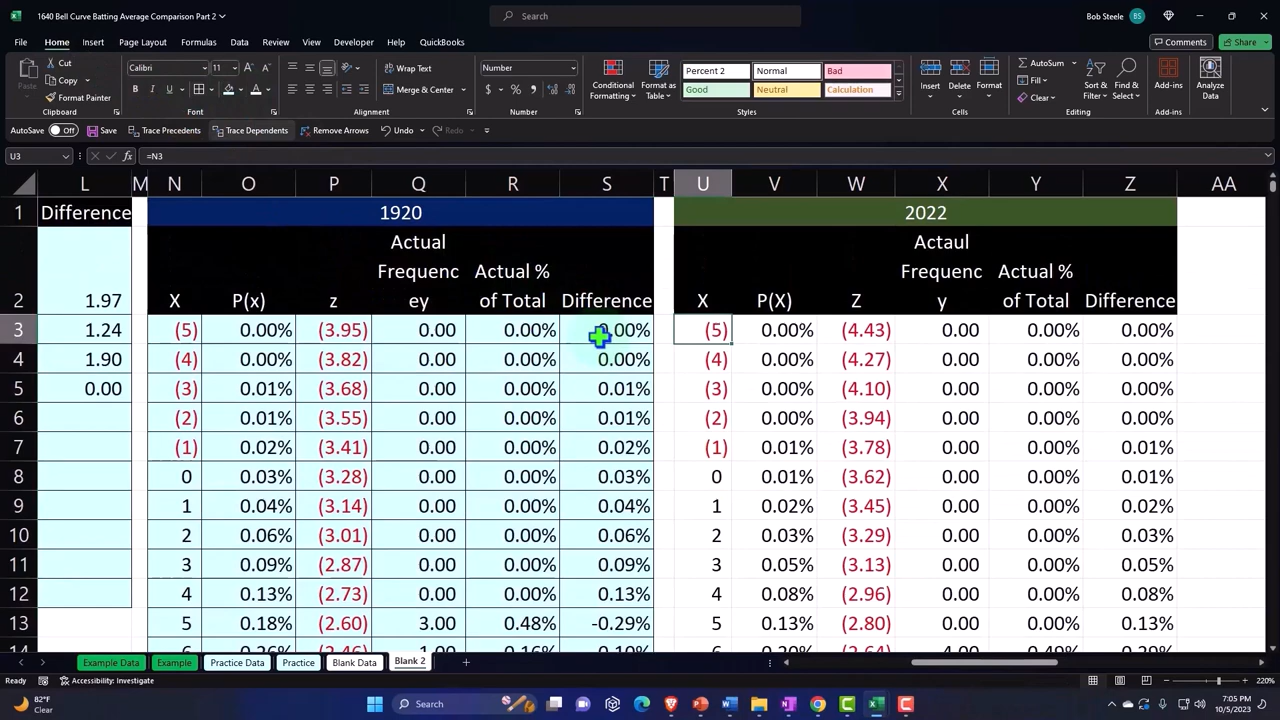 1640 Bell Curve Batting Average Comparison Part 2
Search
Bob Steele BS
File Home Insert Page Layout Formulas Data Review View Developer Help QuickBooks Comments Share
Paste Cut Copy Format Painter
Calibri 11 Wrap Text Merge & Center
Number
Conditional Formatting Format as Table
Percent 2 Normal Bad
Good Neutral Calculation
Insert Delete Format
AutoSum Fill Clear
Sort & Filter Find & Select
Add-ins Analyze Data
Clipboard Font Alignment Number Styles Cells Editing Add-ins
AutoSave Off Save Trace Precedents Trace Dependents Remove Arrows Undo Redo
U3 fx =N3
L M N O P Q R S T U V W X Y Z AA
1 Difference 1920 2022
Actual Actaul
Frequenc Actual % Frequenc Actual %
2 1.97 X P(x) z ey of Total Difference X P(X) Z y of Total Difference
3 1.24 (5) 0.00% (3.95) 0.00 0.00% 0.00% (5) 0.00% (4.43) 0.00 0.00% 0.00%
4 1.90 (4) 0.00% (3.82) 0.00 0.00% 0.00% (4) 0.00% (4.27) 0.00 0.00% 0.00%
5 0.00 (3) 0.01% (3.68) 0.00 0.00% 0.01% (3) 0.00% (4.10) 0.00 0.00% 0.00%
6 (2) 0.01% (3.55) 0.00 0.00% 0.01% (2) 0.00% (3.94) 0.00 0.00% 0.00%
7 (1) 0.02% (3.41) 0.00 0.00% 0.02% (1) 0.01% (3.78) 0.00 0.00% 0.01%
8 0 0.03% (3.28) 0.00 0.00% 0.03% 0 0.01% (3.62) 0.00 0.00% 0.01%
9 1 0.04% (3.14) 0.00 0.00% 0.04% 1 0.02% (3.45) 0.00 0.00% 0.02%
10 2 0.06% (3.01) 0.00 0.00% 0.06% 2 0.03% (3.29) 0.00 0.00% 0.03%
11 3 0.09% (2.87) 0.00 0.00% 0.09% 3 0.05% (3.13) 0.00 0.00% 0.05%
12 4 0.13% (2.73) 0.00 0.00% 0.13% 4 0.08% (2.96) 0.00 0.00% 0.08%
13 5 0.18% (2.60) 3.00 0.48% -0.29% 5 0.13% (2.80) 0.00 0.00% 0.13%
Example Data Example Practice Data Practice Blank Data Blank 2
Ready Accessibility: Investigate 220%
82°F
Clear
Search
7:05 PM
10/5/2023